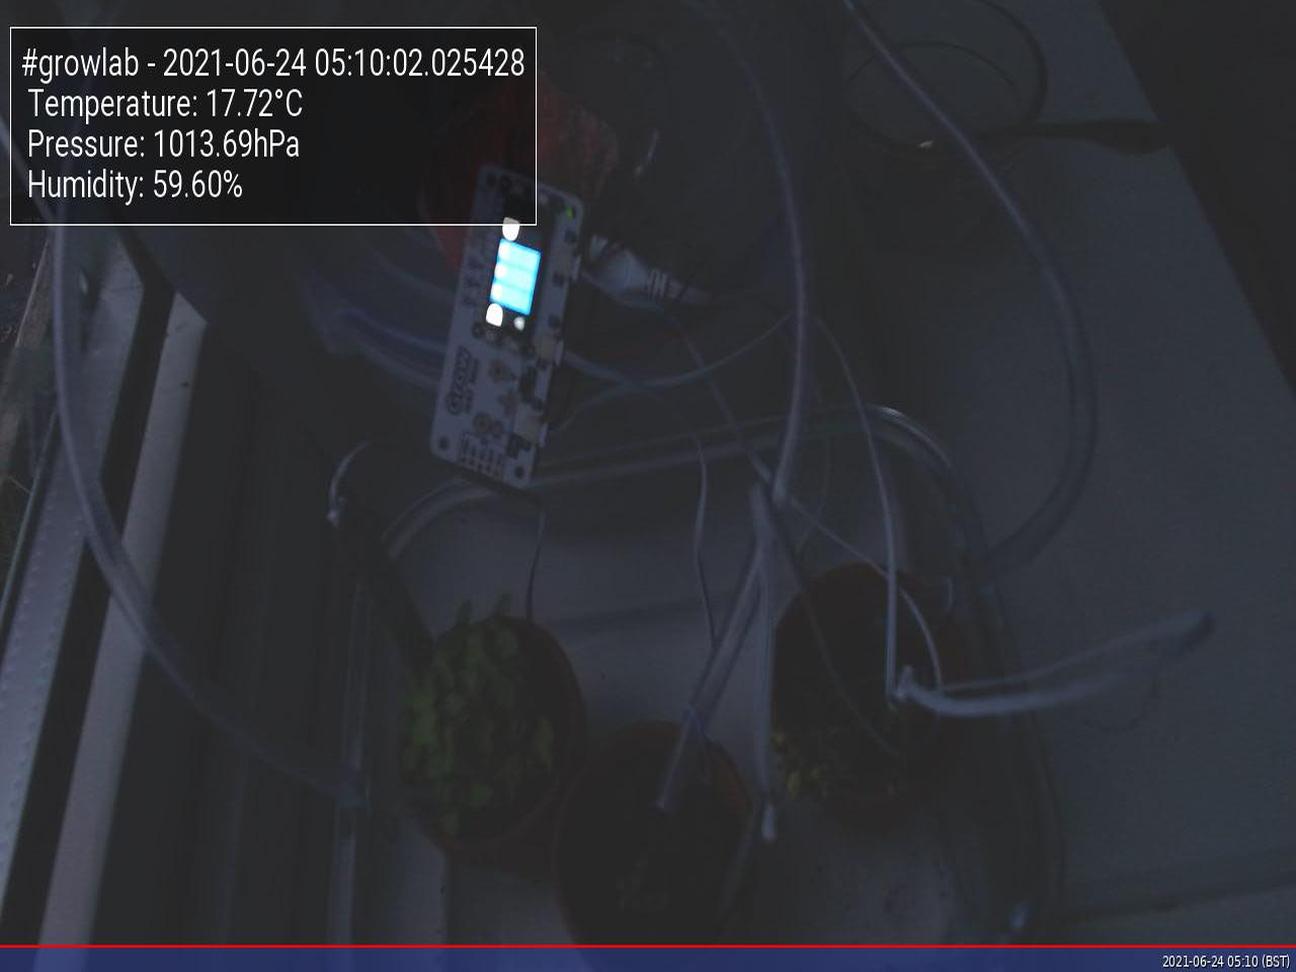 #growlab - 2021-06-24 05:10:02.025428
Temperature: 17.72°C
Pressure: 1013.69hPa
Humidity: 59.60%
GROW
2021-06-24 05:10 (BST)